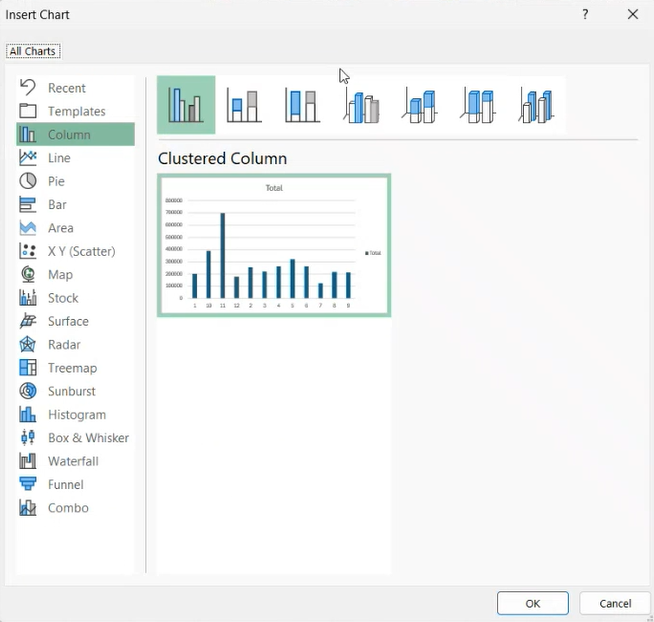 Insert Chart
?
All Charts
Recent
Templates
Column
Line
Pie
Bar
Area
X Y (Scatter)
Map
Stock
Surface
Radar
Treemap
Sunburst
Histogram
Box & Whisker
Waterfall
Funnel
Combo
Clustered Column
Total
800000
700000
600000
500000
400000
300000
200000
100000
0
1 10 11 12 2 3 4 5 6 7 8 9
Total
OK Cancel